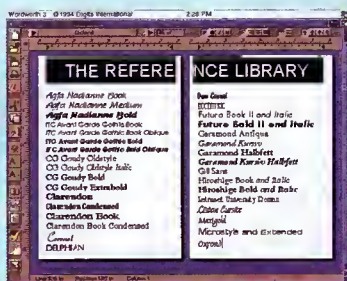 Wordworth 3 © 1994 Digita International 2:28 PM
Oxford
THE REFERENCE LIBRARY
Agfa Nadianne Book
Agfa Nadianne Medium
Agfa Nadianne Bold
ITC Avant Garde Gothic Book
ITC Avant Garde Gothic Book Oblique
ITC Avant Garde Gothic Bold
ITC Avant Garde Gothic Bold Oblique
CG Goudy Oldstyle
CG Goudy Oldstyle Italic
CG Goudy Bold
CG Goudy Extrabold
Clarendon
Clarendon Condensed
Clarendon Book
Clarendon Book Condensed
Coronet
DELPHIAN
Futura Book II and Italic
Futura Bold II and Italic
Garamond Antiqua
Garamond Kursiv
Garamond Halbfett
Garamond Kursiv Halbfett
Gill Sans
Hiroshige Book and Italic
Hiroshige Bold and Italic
Insignia
Marigold
Microstyle and Extended
Oxford